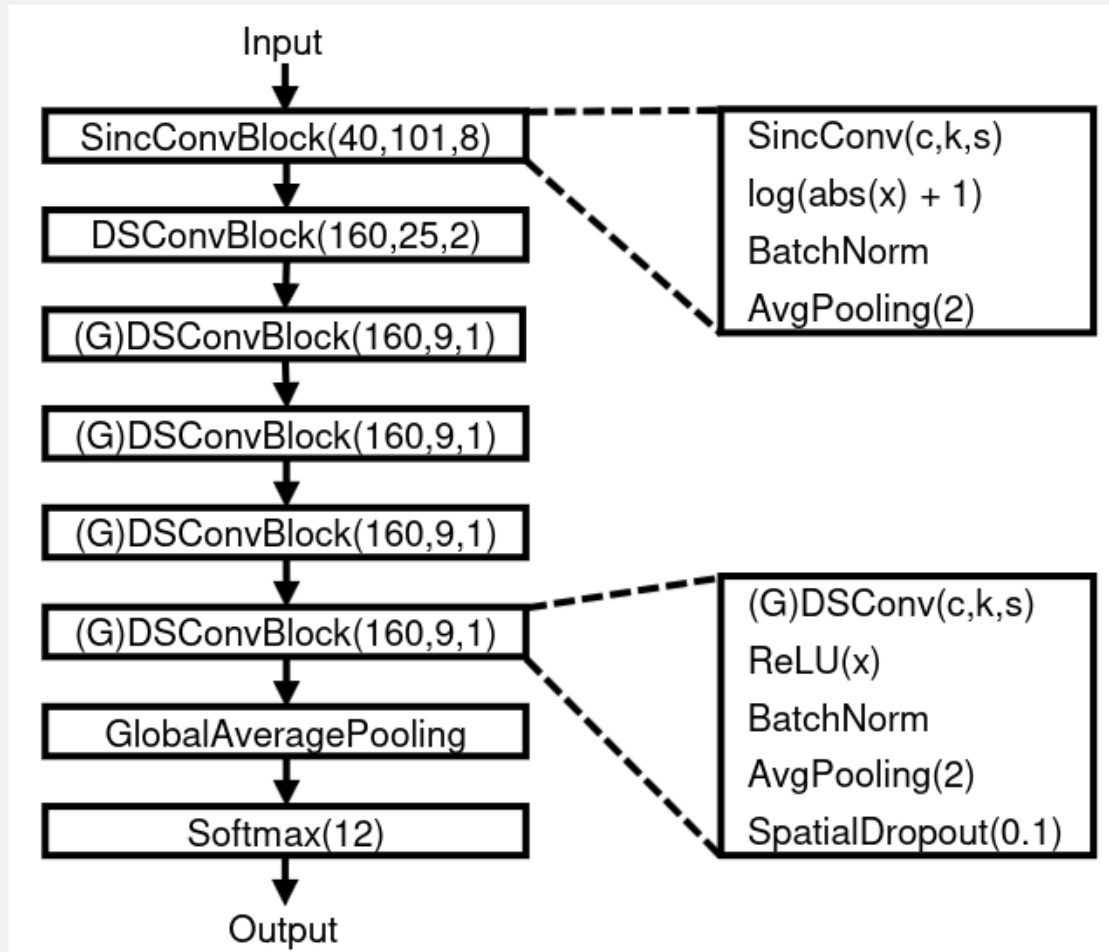 Input
SincConvBlock(40,101,8)
DSConvBlock(160,25,2)
(G)DSConvBlock(160,9,1)
(G)DSConvBlock(160,9,1)
(G)DSConvBlock(160,9,1)
(G)DSConvBlock(160,9,1)
GlobalAveragePooling
Softmax(12)
Output
SincConv(c,k,s)
log(abs(x) + 1)
BatchNorm
AvgPooling(2)
(G)DSConv(c,k,s)
ReLU(x)
BatchNorm
AvgPooling(2)
SpatialDropout(0.1)